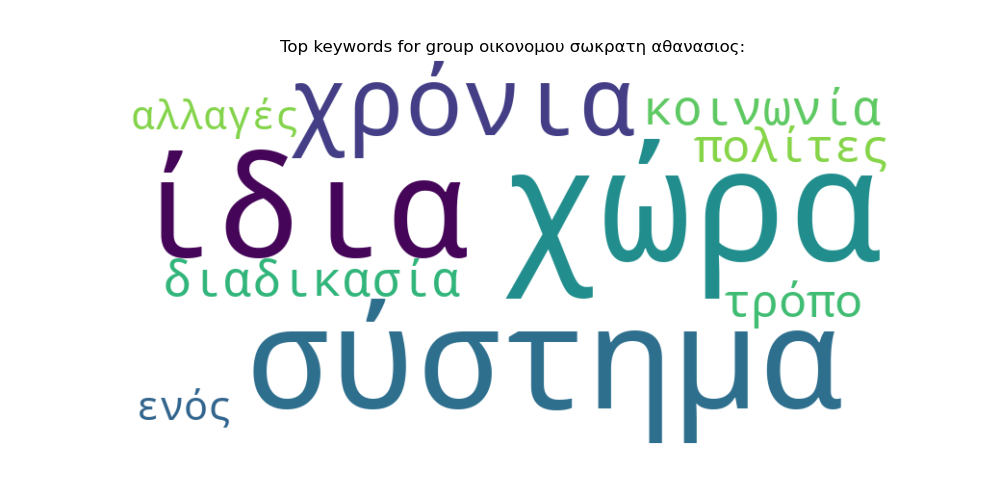 Top keywords for group οικονομου σωκρατη αθανασιος:
αλλαγές χρόνια κοινωνία
πολίτες
ίδια χώρα
διαδικασία τρόπο
σύστημα
ενός